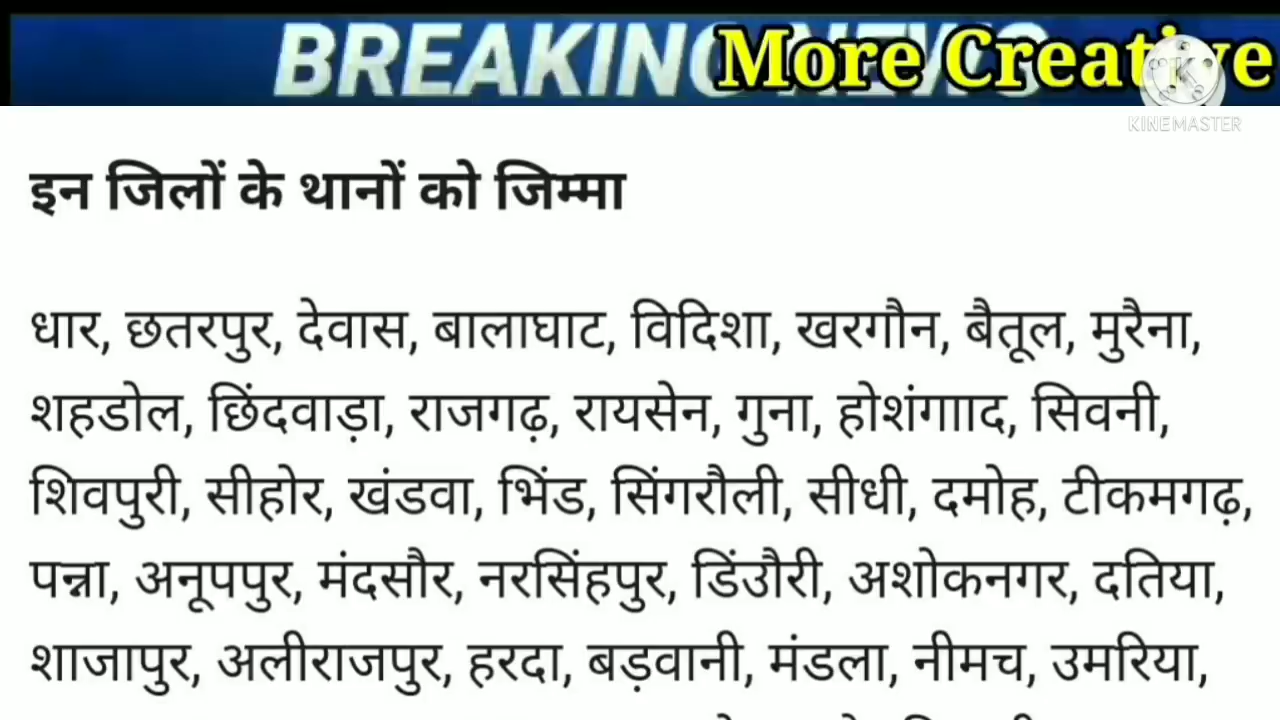 BREAKING NEWS
More Creative
KINEMASTER
इन जिलों के थानों को जिम्मा
धार, छतरपुर, देवास, बालाघाट, विदिशा, खरगौन, बैतूल, मुरैना,
शहडोल, छिंदवाड़ा, राजगढ़, रायसेन, गुना, होशंगााद, सिवनी,
शिवपुरी, सीहोर, खंडवा, भिंड, सिंगरौली, सीधी, दमोह, टीकमगढ़,
पन्ना, अनूपपुर, मंदसौर, नरसिंहपुर, डिंउौरी, अशोकनगर, दतिया,
शाजापुर, अलीराजपुर, हरदा, बड़वानी, मंडला, नीमच, उमरिया,